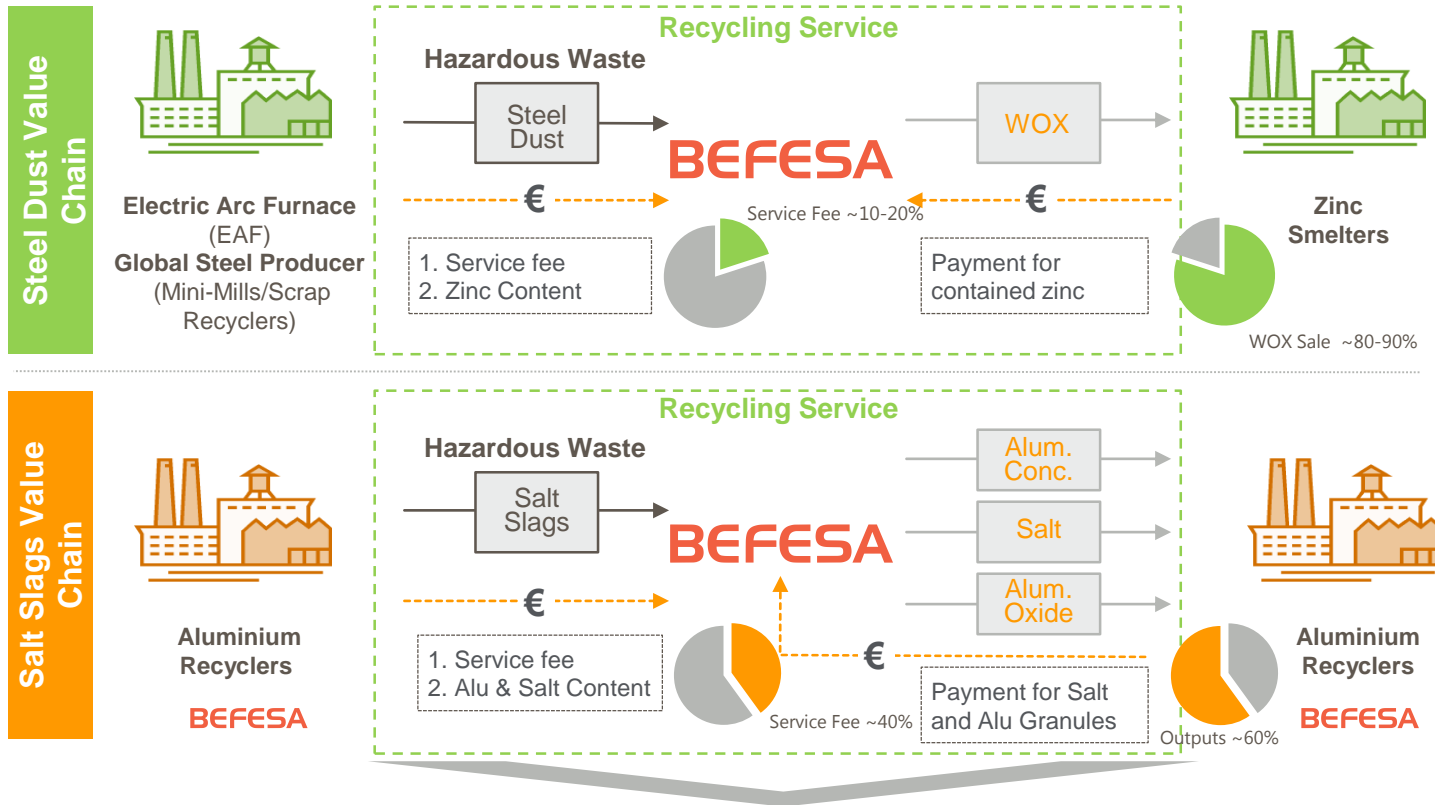 Steel Dust Value
Chain
Recycling Service
Hazardous Waste
Steel
Dust
WOX
BEFESA
€
€
Service Fee ~10-20%
Electric Arc Furnace
(EAF)
Global Steel Producer
(Mini-Mills/Scrap
Recyclers)
1. Service fee
2. Zinc Content
Payment for
contained zinc
Zinc
Smelters
WOX Sale ~80-90%
Salt Slags Value
Chain
Recycling Service
Hazardous Waste
Salt
Slags
Alum.
Conc.
Salt
BEFESA
Alum.
Oxide
€
€
Aluminium
Recyclers
BEFESA
1. Service fee
2. Alu & Salt Content
Service Fee ~40%
Payment for Salt
and Alu Granules
Outputs ~60%
Aluminium
Recyclers
BEFESA